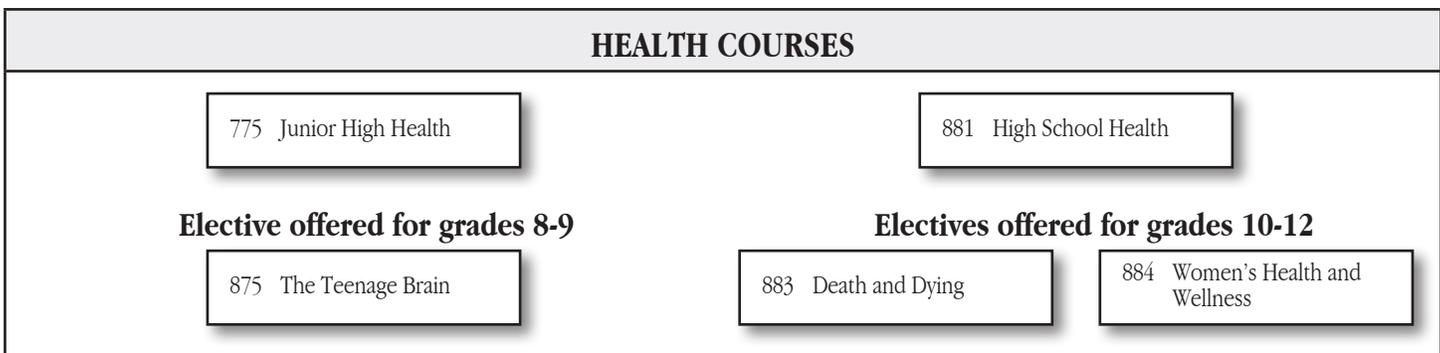 HEALTH COURSES
775 Junior High Health
881 High School Health
Elective offered for grades 8-9
Electives offered for grades 10-12
875 The Teenage Brain
883 Death and Dying
884 Women’s Health and
Wellness